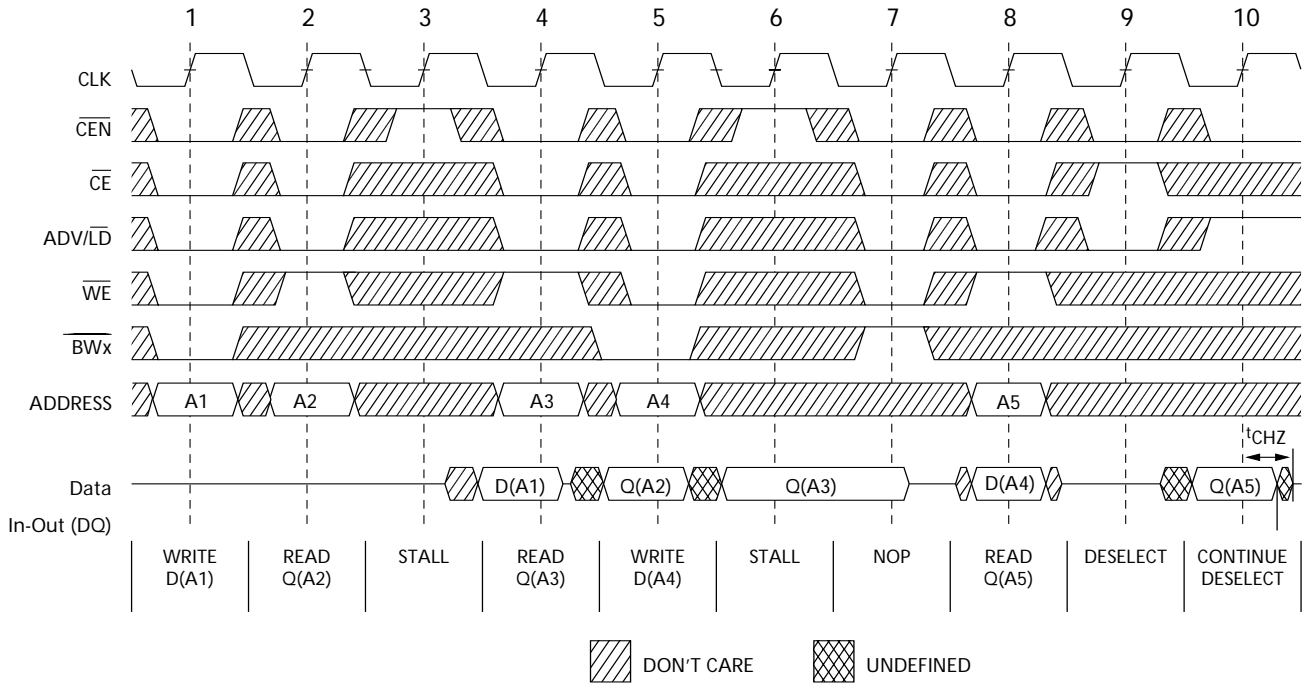 1 2 3 4 5 6 7 8 9 10
CLK
CEN
CE
ADV/LD
WE
BWx
ADDRESS A1 A2 A3 A4 A5
tCHZ
Data D(A1) Q(A2) Q(A3) D(A4) Q(A5)
In-Out (DQ)
WRITE READ STALL READ WRITE STALL NOP READ DESELECT CONTINUE
D(A1) Q(A2) Q(A3) D(A4) Q(A5) DESELECT
DON'T CARE UNDEFINED